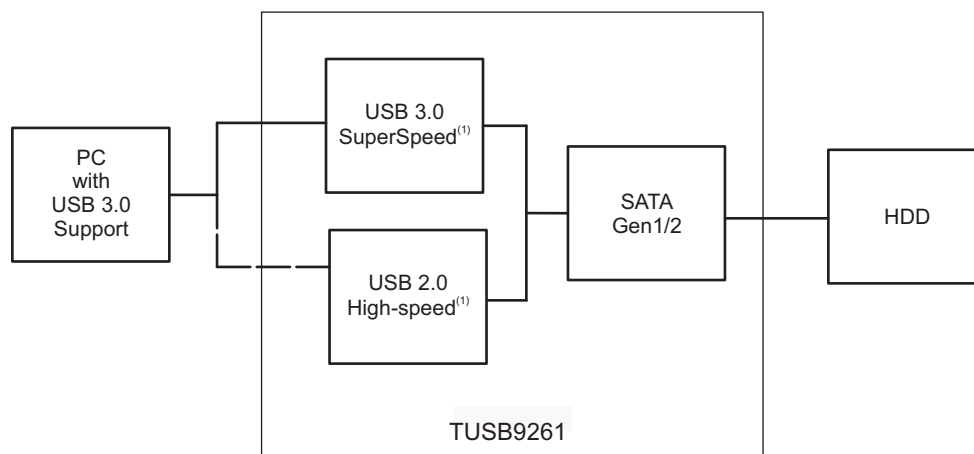 PC
with
USB 3.0
Support
USB 3.0
SuperSpeed(1)
USB 2.0
High-speed(1)
SATA
Gen1/2
HDD
TUSB9261